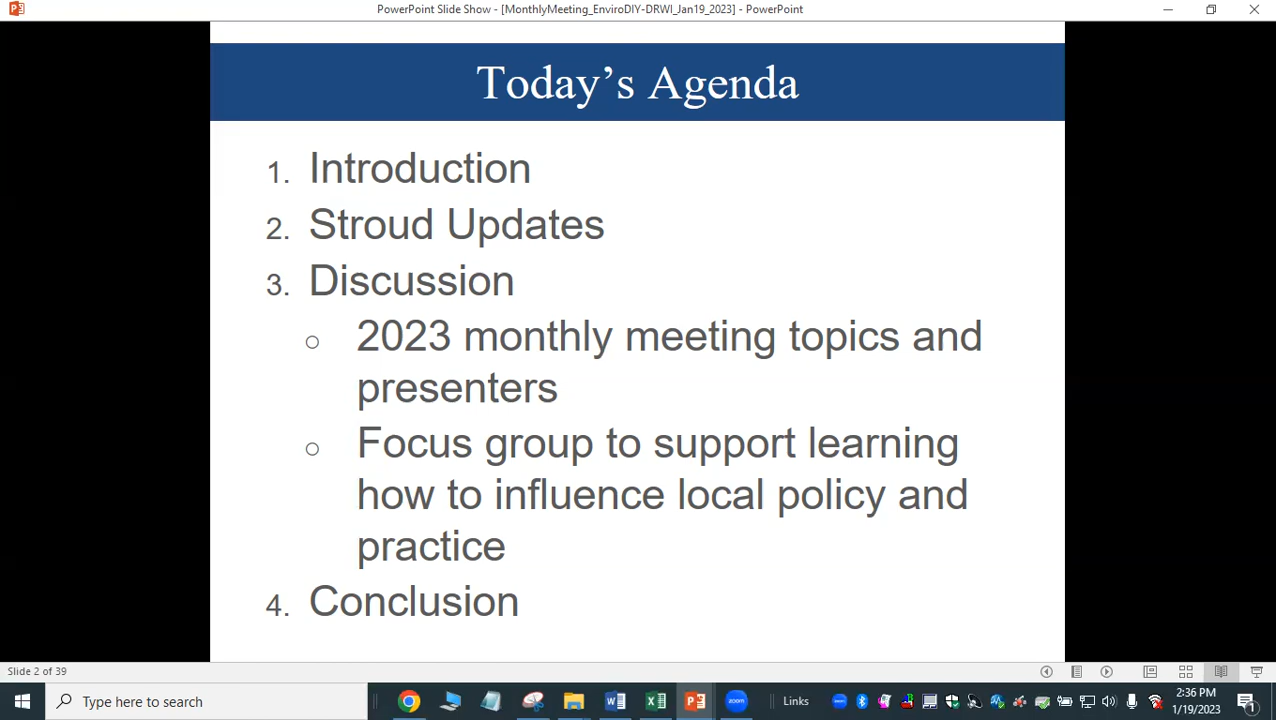 PowerPoint Slide Show - [MonthlyMeeting_EnviroDIY-DRWI_Jan19_2023] - PowerPoint
Today's Agenda
1. Introduction
2. Stroud Updates
3. Discussion
○ 2023 monthly meeting topics and
presenters
○ Focus group to support learning
how to influence local policy and
practice
4. Conclusion
Slide 2 of 39
Type here to search
Links
2:36 PM
1/19/2023
1